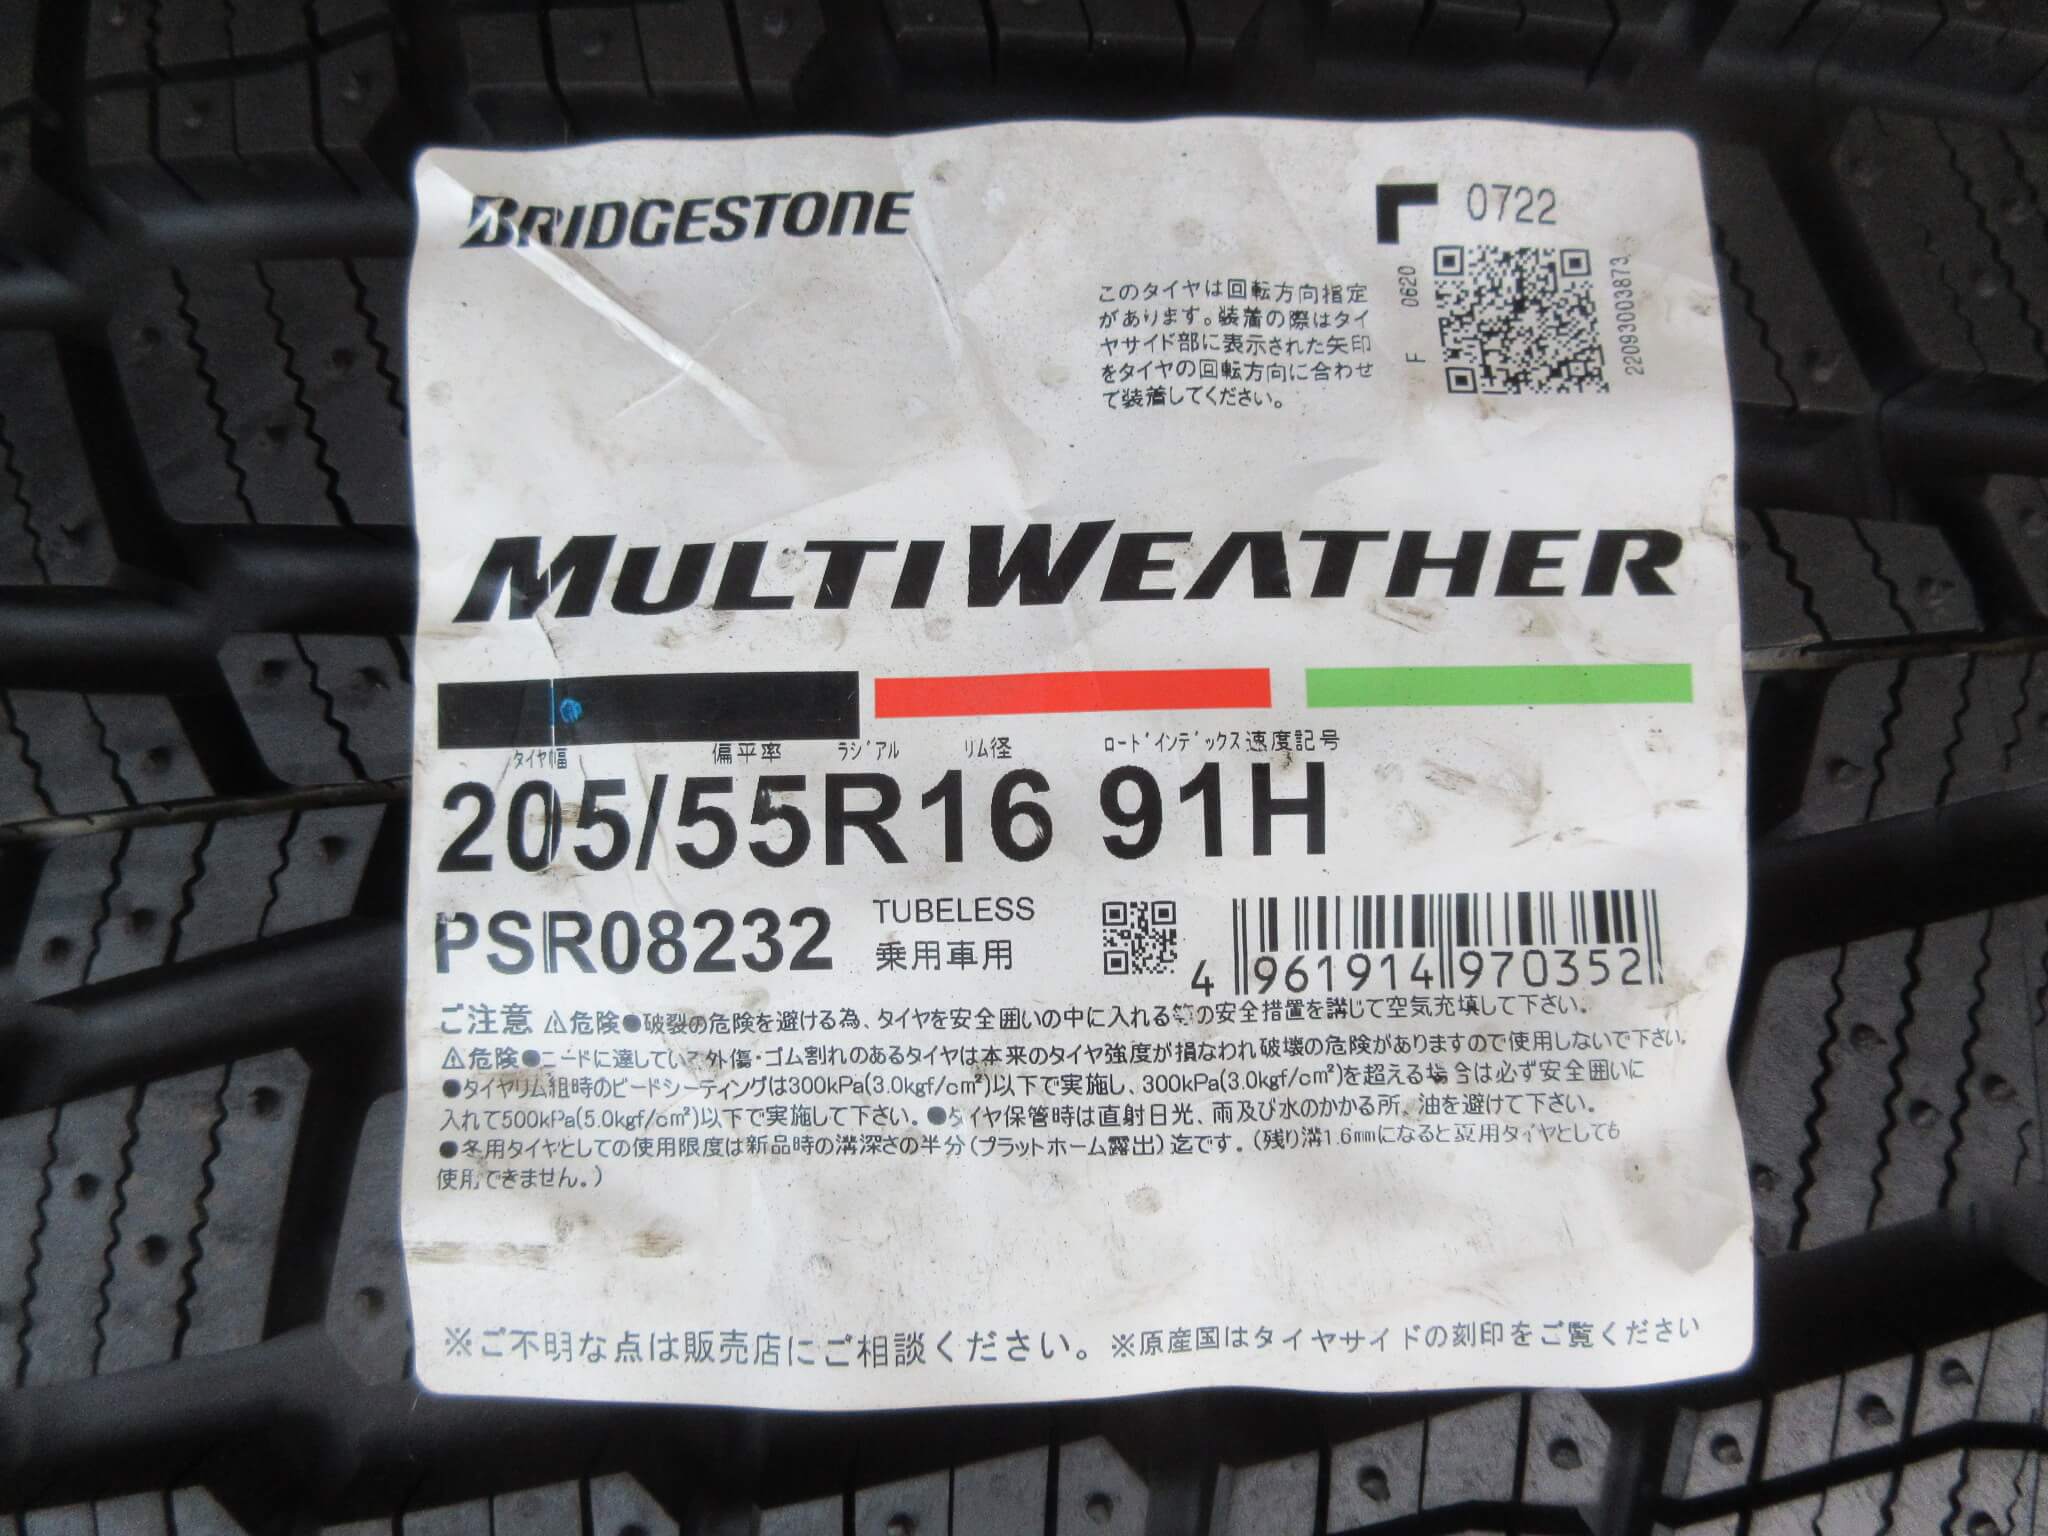 BRIDGESTONE
0722
F 0620
2209303003873
このタイヤは回転方向指定
があります。装着の際はタイ
ヤサイド部に表示された矢印
をタイヤの回転方向に合わせ
て装着してください。
MULTI WEATHER
タイヤ幅 偏平率 ラジアル リム径 ロードインデックス 速度記号
205/55R16 91H
PSR08232
TUBELESS
乗用車用
4 961914 970352
ご注意 ⚠危険●破裂の危険を避ける為、タイヤを安全囲いの中に入れる等の安全措置を講じて空気充填して下さい。
⚠危険●コードに達している外傷・ゴム割れのあるタイヤは本来のタイヤ強度が損なわれ破壊の危険がありますので使用しないで下さい。
●タイヤリム組時のビードシーティングは300kPa(3.0kgf/cm²)以下で実施し、300kPa(3.0kgf/cm²)を超える場合は必ず安全囲いに
入れて500kPa(5.0kgf/cm²)以下で実施して下さい。●タイヤ保管時は直射日光、雨及び水のかかる所、油を避けて下さい。
●冬用タイヤとしての使用限度は新品時の溝深さの半分(プラットホーム露出)迄です。(残り溝1.6mmになると夏用タイヤとしても
使用できません。)
※ご不明な点は販売店にご相談ください。※原産国はタイヤサイドの刻印をご覧ください